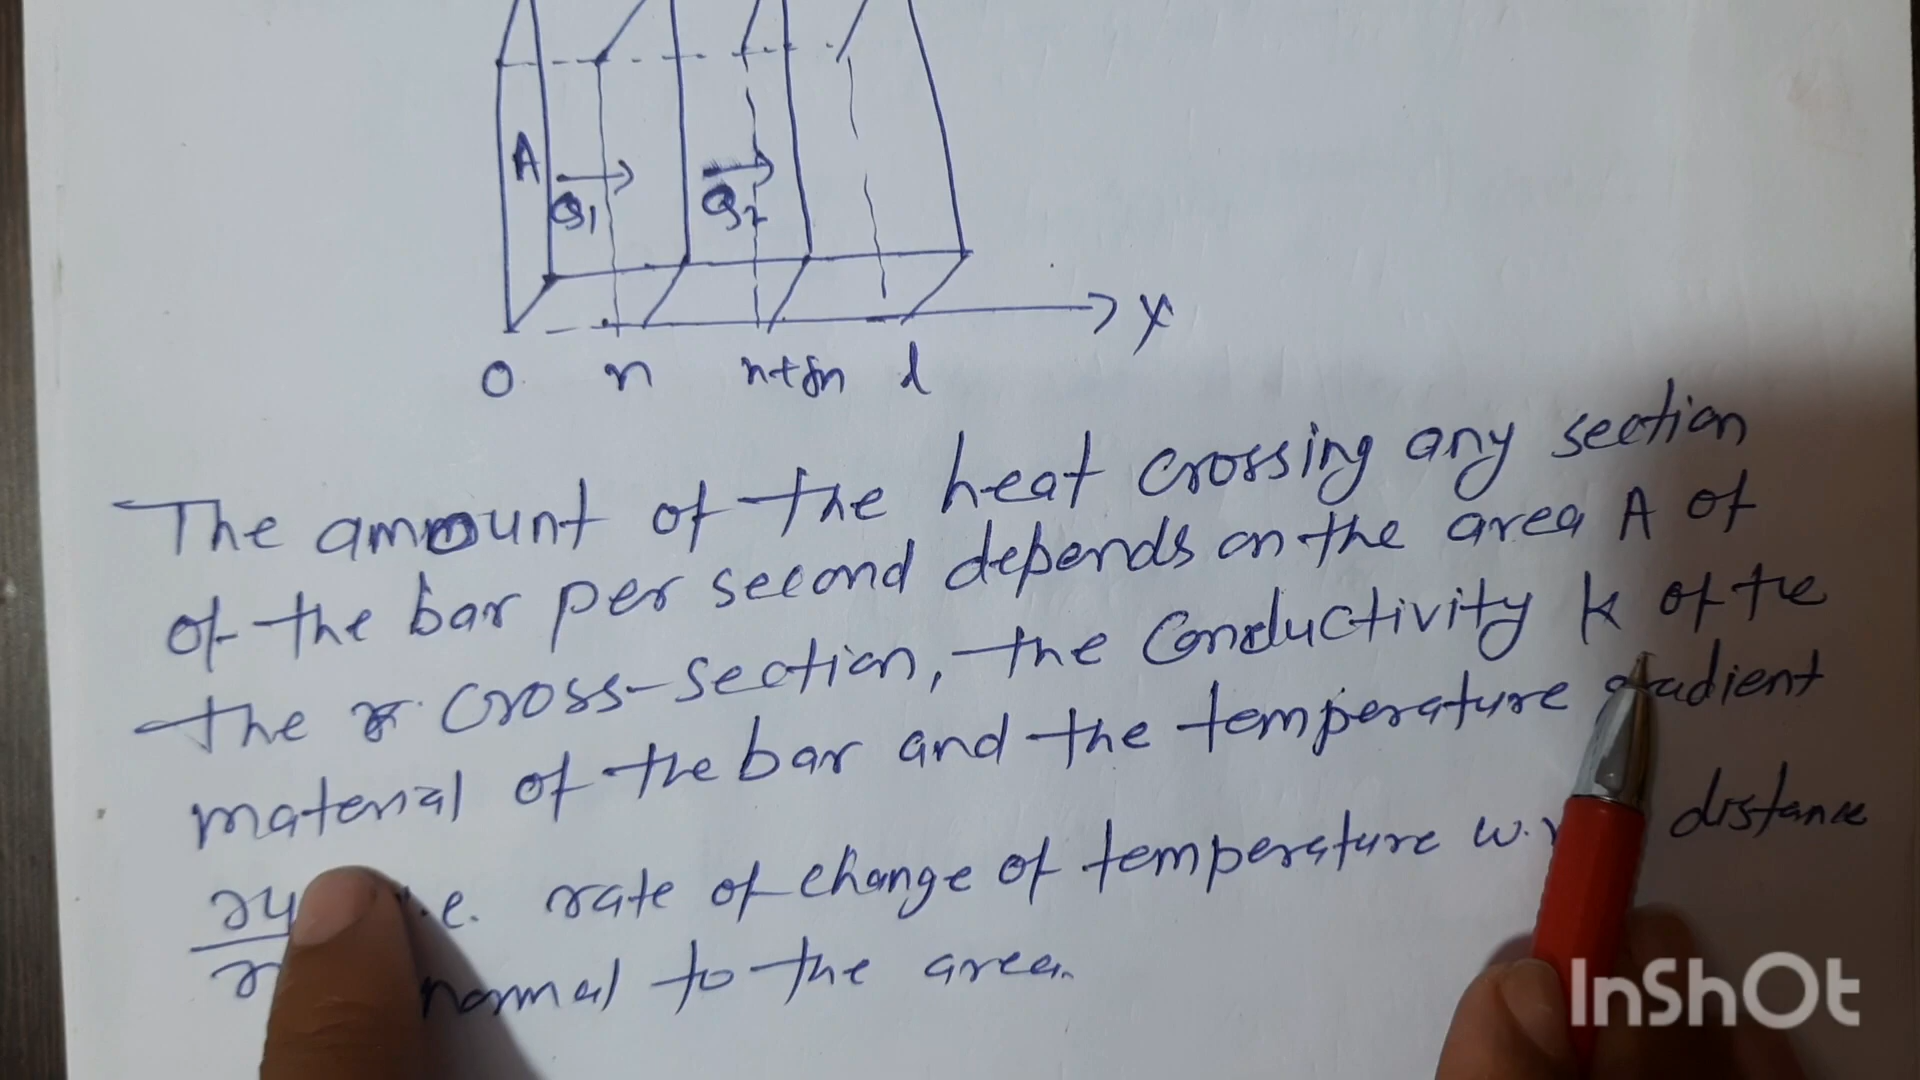 A
Q1
Q2
X
0 x x+δx l
The amount of the heat crossing any section
of the bar per second depends on the area A of
the cross-section, the conductivity K of the
material of the bar and the temperature gradient
∂u i.e. rate of change of temperature w.r distance
normal to the area.
InShOt